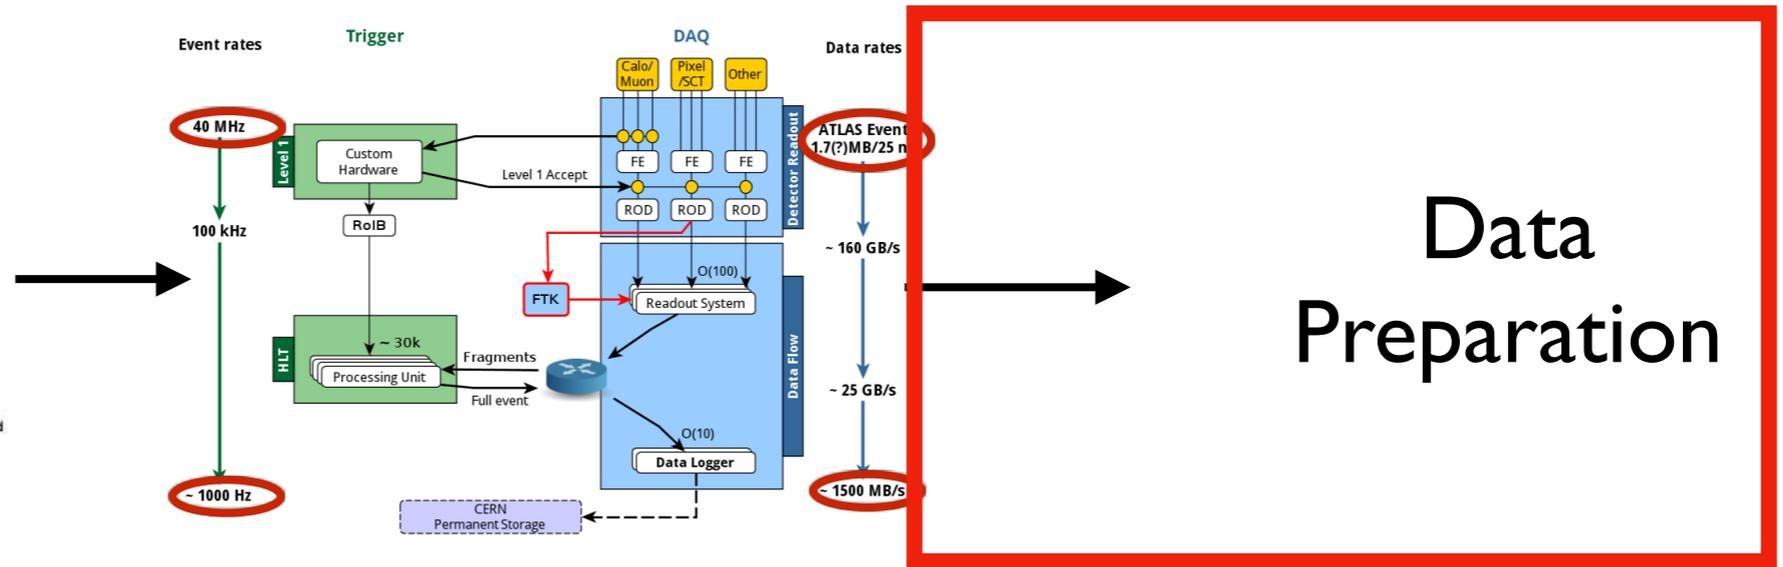 Event rates
Trigger
DAQ
Data rates
Calo/
Muon
Pixel
/SCT
Other
40 MHz
Level 1
Custom
Hardware
FE
FE
FE
Detector Readout
ATLAS Event
1.7(?)MB/25 n
Level 1 Accept
ROD
ROD
ROD
RoIB
100 kHz
~ 160 GB/s
O(100)
FTK
Readout System
Data
Preparation
HLT
~ 30k
Processing Unit
Fragments
Full event
Data Flow
~ 25 GB/s
O(10)
Data Logger
~ 1000 Hz
~ 1500 MB/s
CERN
Permanent Storage